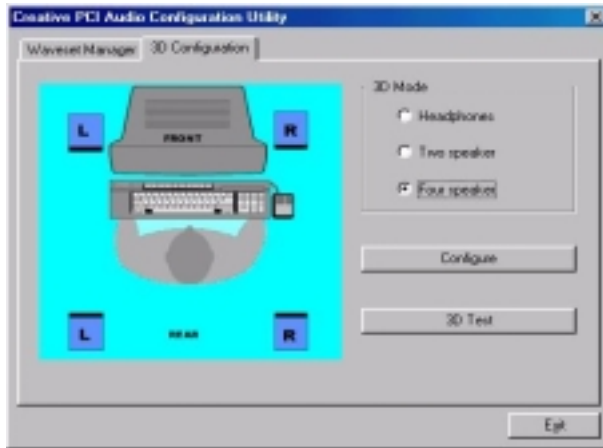 Creative PCI Audio Configuration Utility
Waveset Manager
3D Configuration
L
FRONT
R
L
REAR
R
3D Mode
Headphones
Two speaker
Four speaker
Configure
3D Test
Exit